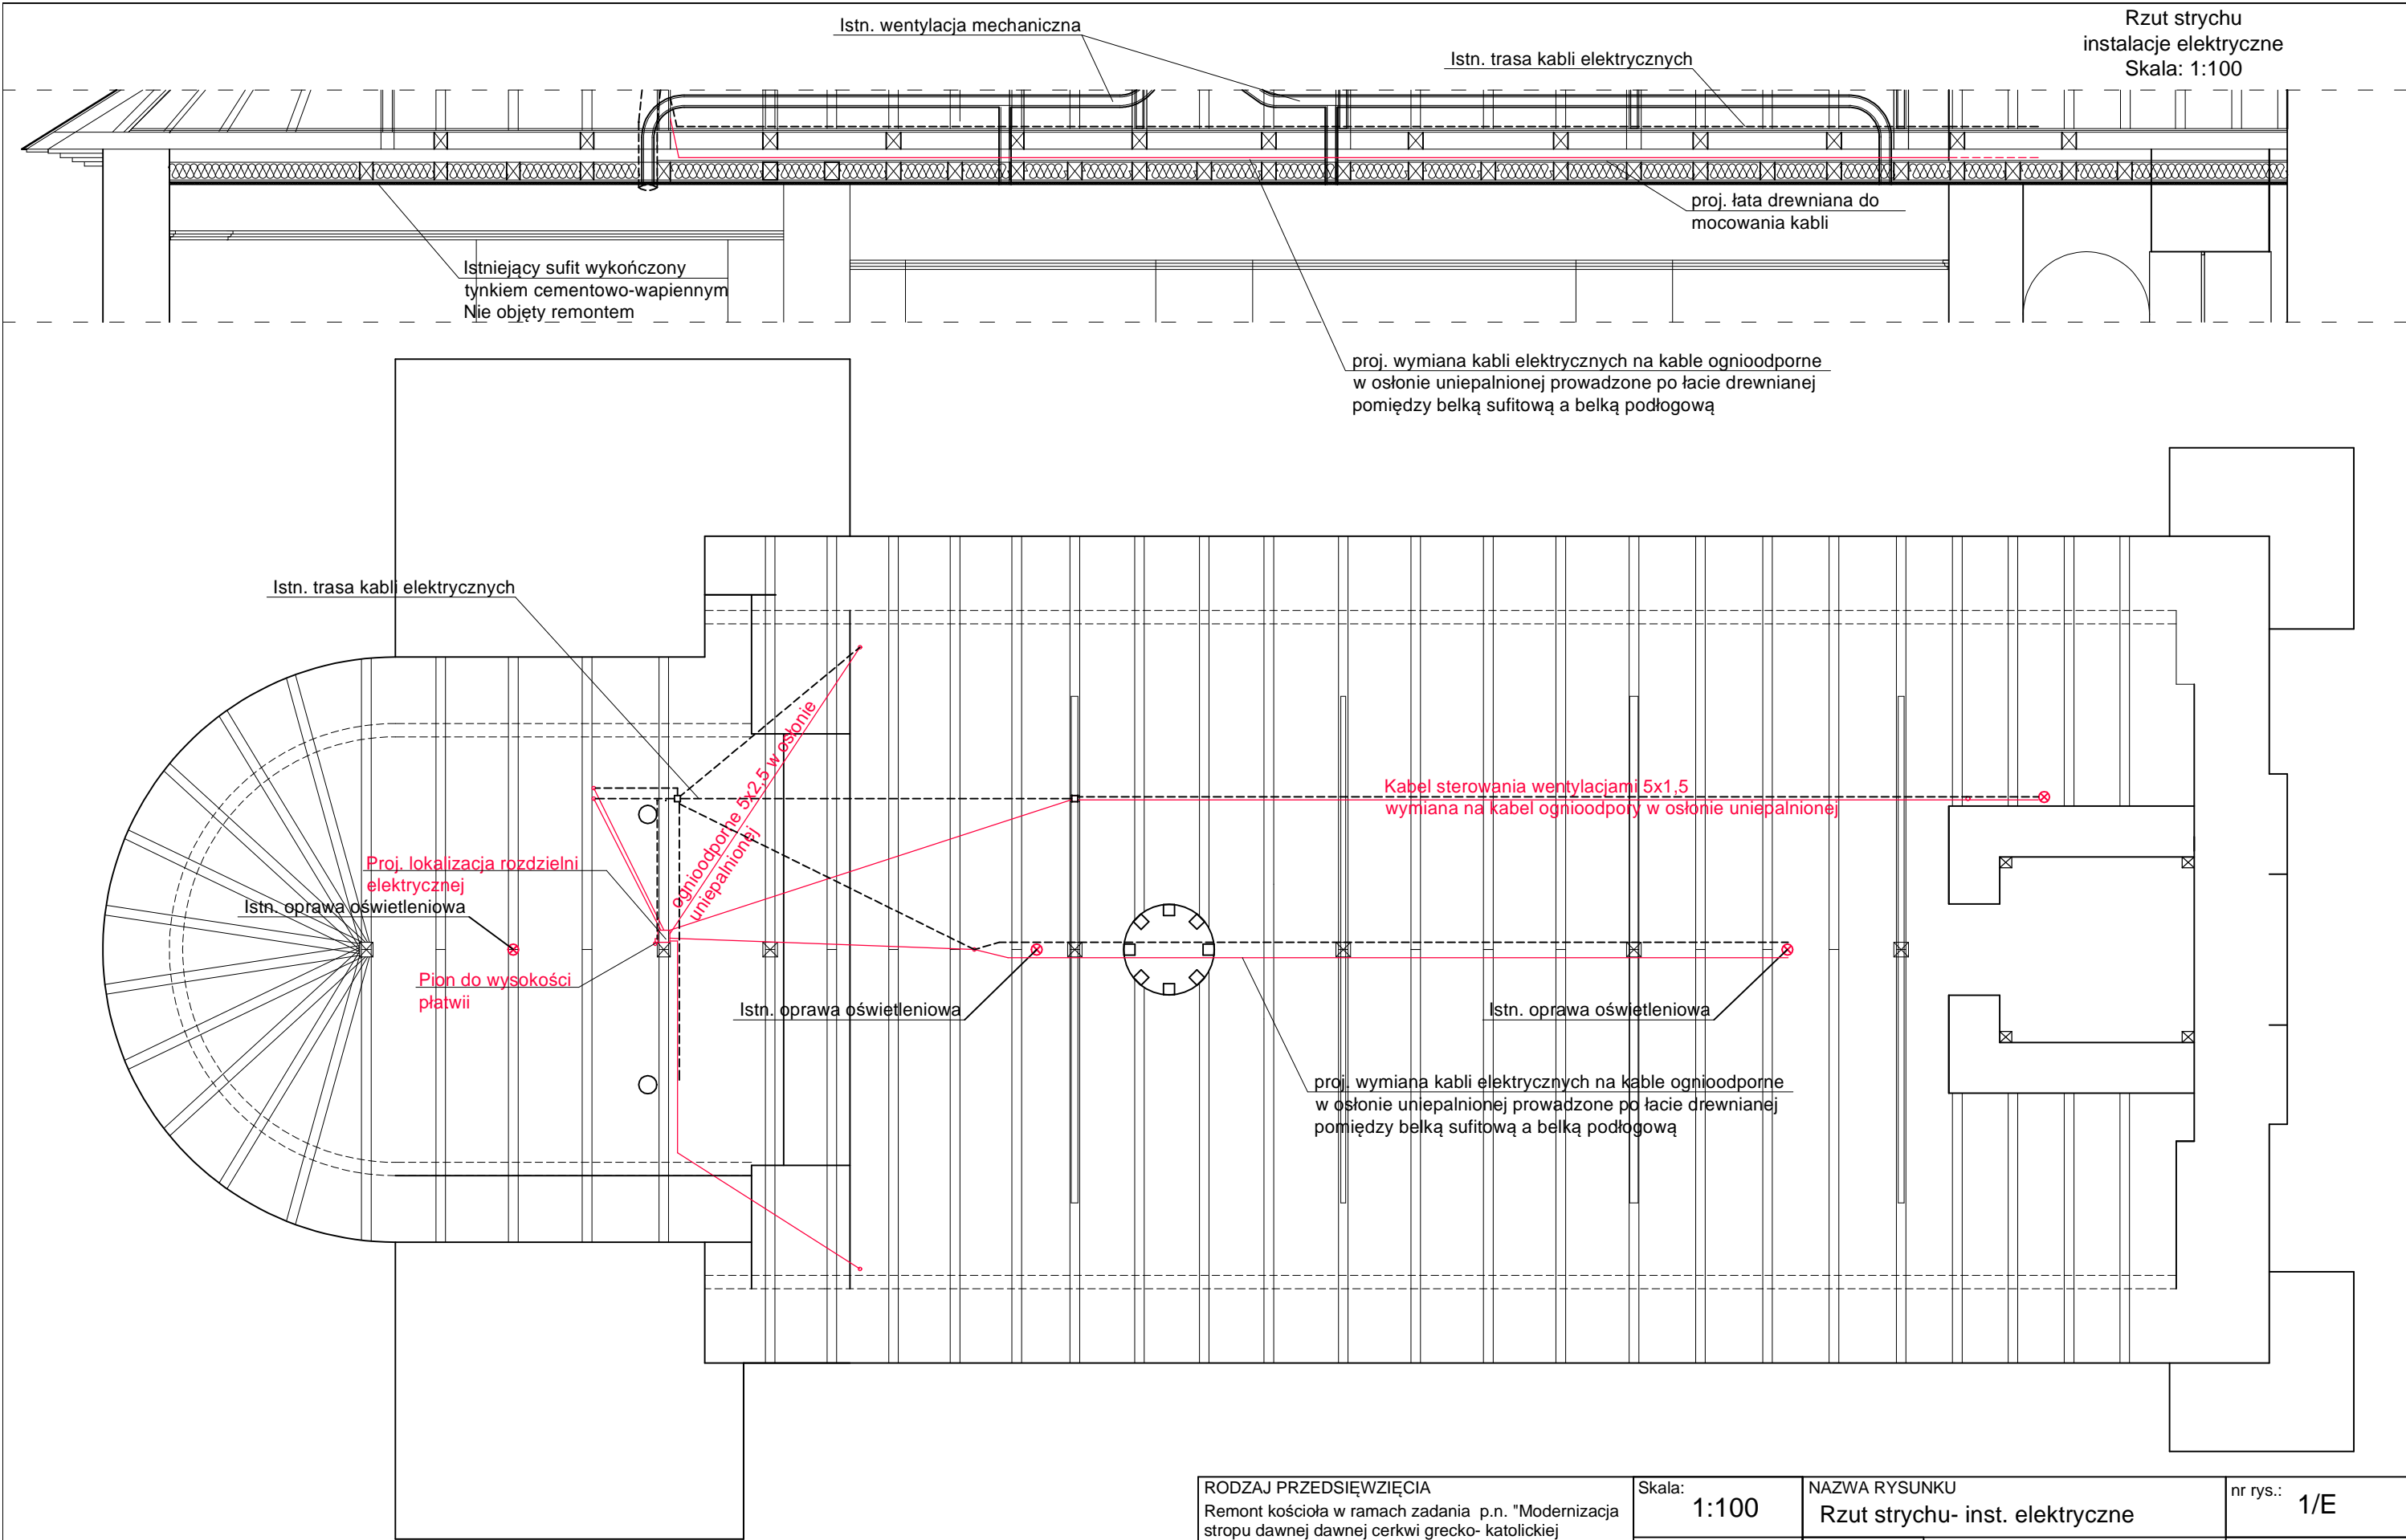 Rzut strychu
instalacje elektryczne
Skala: 1:100
Istn. wentylacja mechaniczna
Istn. trasa kabli elektrycznych
proj. łata drewniana do
mocowania kabli
Istniejący sufit wykończony
tynkiem cementowo-wapiennym
Nie objęty remontem
proj. wymiana kabli elektrycznych na kable ognioodporne
w osłonie uniepalnionej prowadzone po łacie drewnianej
pomiędzy belką sufitową a belką podłogową
Istn. trasa kabli elektrycznych
ognioodporne 5x2,5 w osłonie
uniepalnionej
Kabel sterowania wentylacjami 5x1,5
wymiana na kabel ognioodpory w osłonie uniepalnionej
Proj. lokalizacja rozdzielni
elektrycznej
Istn. oprawa oświetleniowa
Pion do wysokości
płatwii
Istn. oprawa oświetleniowa
Istn. oprawa oświetleniowa
proj. wymiana kabli elektrycznych na kable ognioodporne
w osłonie uniepalnionej prowadzone po łacie drewnianej
pomiędzy belką sufitową a belką podłogową
RODZAJ PRZEDSIĘWZIĘCIA
Remont kościoła w ramach zadania p.n. "Modernizacja
stropu dawnej dawnej cerkwi grecko- katolickiej
Skala:
1:100
NAZWA RYSUNKU
Rzut strychu- inst. elektryczne
nr rys.:
1/E